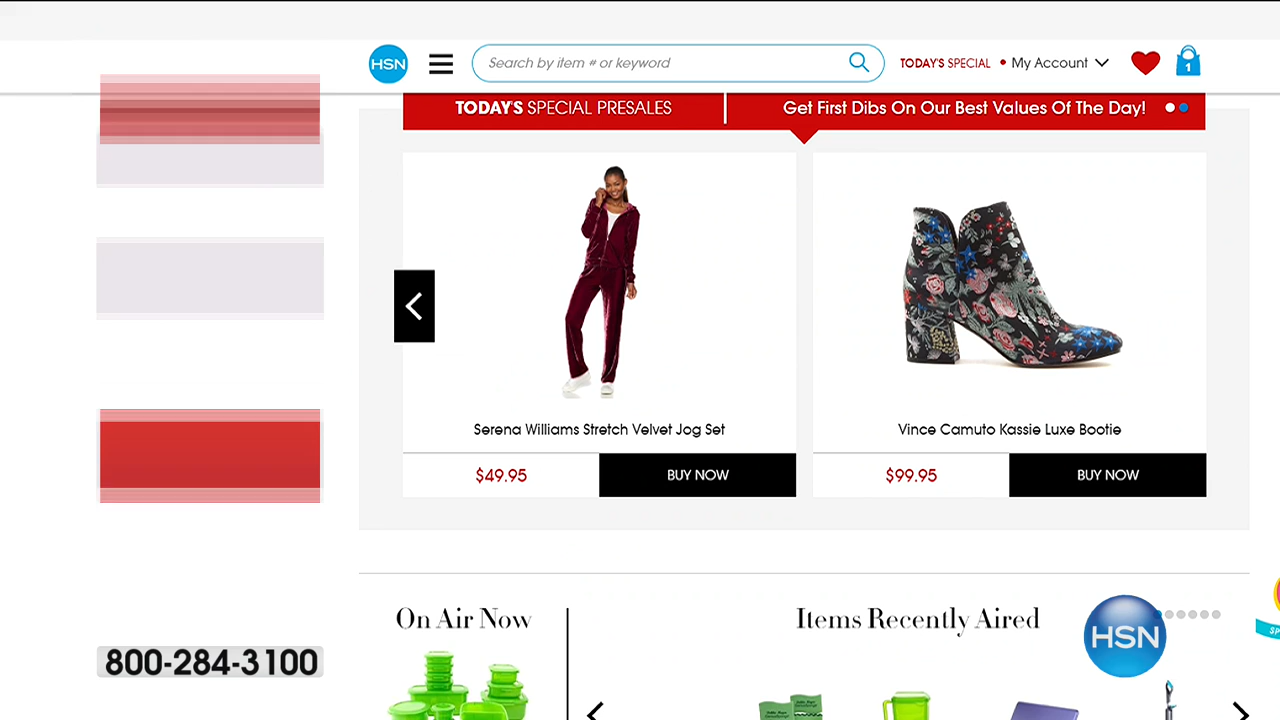 HSN
Search by item # or keyword
TODAY'S SPECIAL • My Account
1
TODAY'S SPECIAL PRESALES
Get First Dibs On Our Best Values Of The Day!
Serena Williams Stretch Velvet Jog Set
Vince Camuto Kassie Luxe Bootie
$49.95
BUY NOW
$99.95
BUY NOW
On Air Now
Items Recently Aired
HSN
800-284-3100